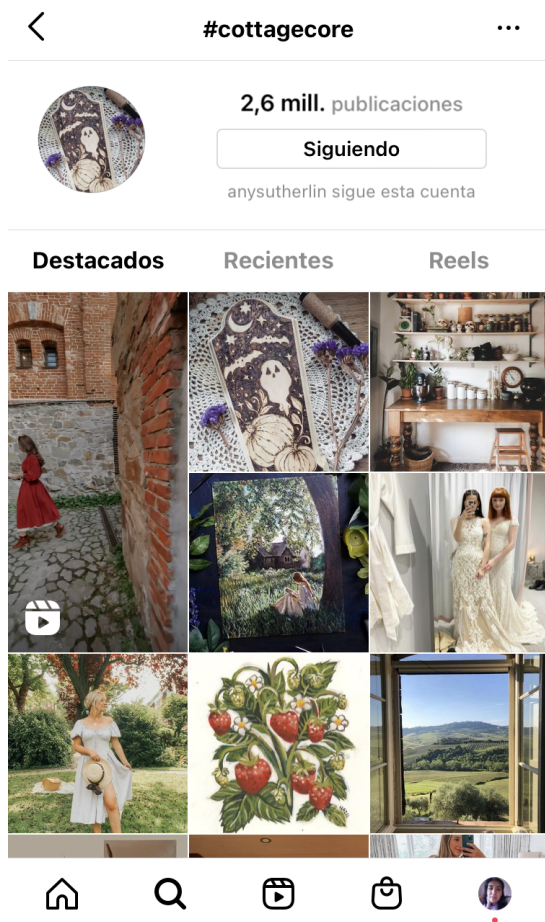 #cottagecore
2,6 mill. publicaciones
Siguiendo
anysutherlin sigue esta cuenta
Destacados Recientes Reels